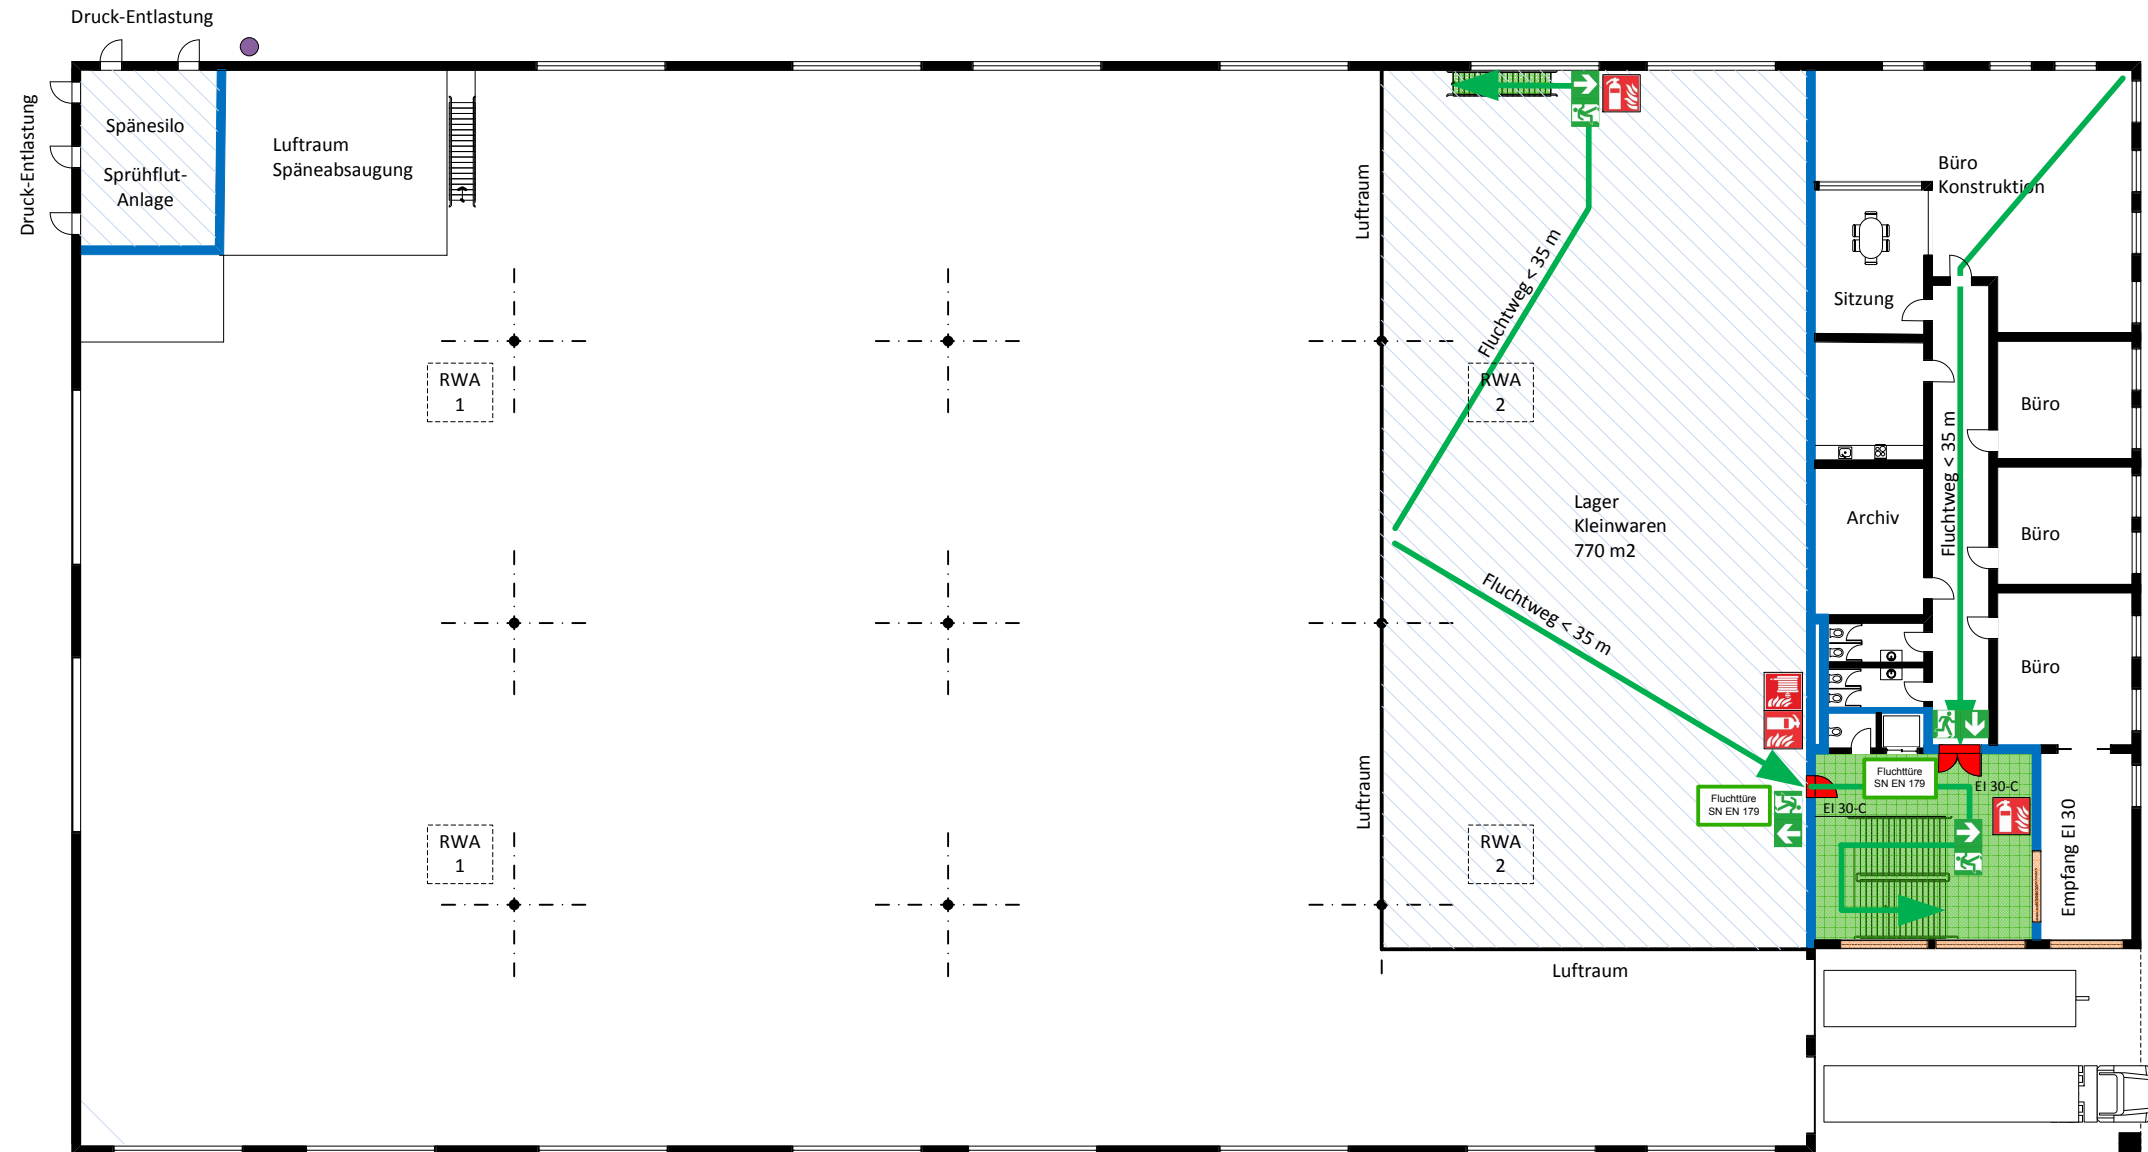 Druck-Entlastung
Druck-Entlastung
Spänesilo
Sprühflut-
Anlage
Luftraum
Späneabsaugung
Luftraum
Fluchtweg < 35 m
Büro
Konstruktion
Sitzung
RWA
1
RWA
2
Büro
Fluchtweg < 35 m
Lager
Kleinwaren
770 m2
Archiv
Büro
Fluchtweg < 35 m
Büro
Luftraum
Fluchttüre
SN EN 179
Fluchttüre
SN EN 179
EI 30-C
EI 30-C
Empfang EI 30
RWA
1
RWA
2
Luftraum